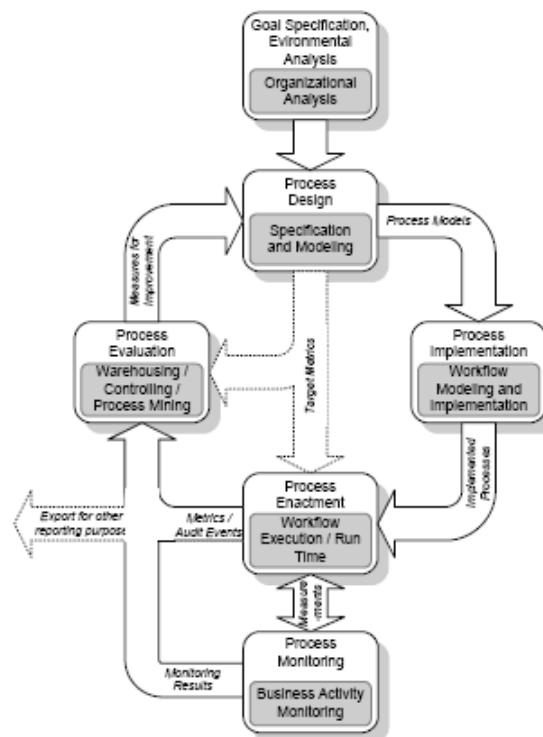 Goal Specification,
Evironmental
Analysis
Organizational
Analysis
Process
Design
Specification
and Modeling
Process Models
Measures for
Improvement
Process
Evaluation
Warehousing /
Controlling /
Process Mining
Target Metrics
Process
Implementation
Workflow
Modeling and
Implementation
Implemented
Processes
Process
Enactment
Workflow
Execution / Run
Time
Export for other
reporting purpose
Metrics /
Audit Events
Measure
-ments
Process
Monitoring
Business Activity
Monitoring
Monitoring
Results